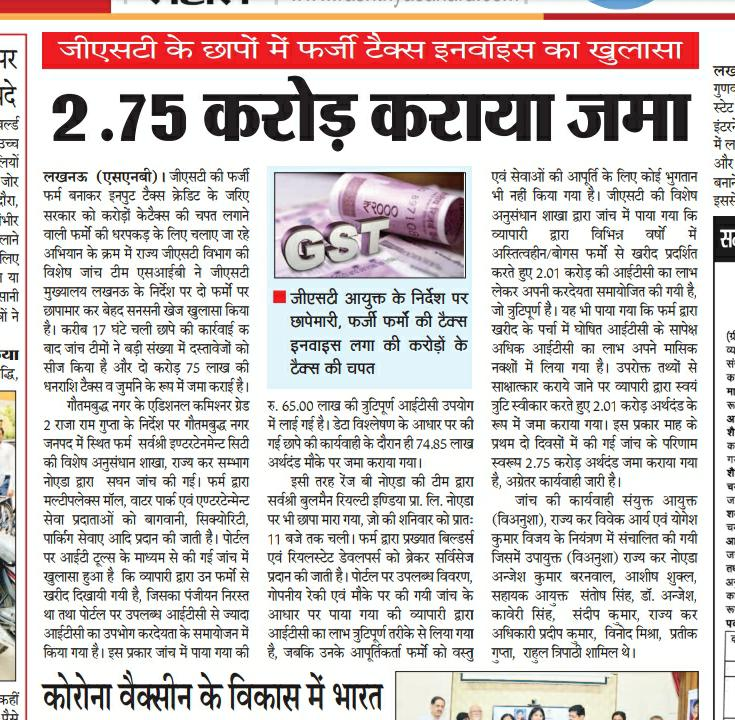 जीएसटी के छापों में फर्जी टैक्स इनवॉइस का खुलासा
2.75 करोड़ कराया जमा
लखनऊ (एसएनबी)। जीएसटी की फर्जी
फर्म बनाकर इनपुट टैक्स क्रेडिट के जरिए
सरकार को करोड़ों केटैक्स की चपत लगाने
वाली फर्मो की धरपकड़ के लिए चलाए जा रहे
अभियान के क्रम में राज्य जीएसटी विभाग की
विशेष जांच टीम एसआईबी ने जीएसटी
मुख्यालय लखनऊ के निर्देश पर दो फर्मो पर
छापामार कर बेहद सनसनी खेज खुलासा किया
है। करीब 17 घंटे चली छापे की कार्रवाई क
बाद जांच टीमों ने बड़ी संख्या में दस्तावेजों को
सीज किया है और दो करोड़ 75 लाख की
धनराशि टैक्स व जुमनि के रूप में जमा कराई है।
गौतमबुद्ध नगर के एडिशनल कमिश्नर ग्रेड
2 राजा राम गुप्ता के निर्देश पर गौतमबुद्ध नगर
जनपद में स्थित फर्म सर्वश्री इण्टरटेनमेन्ट सिटी
की विशेष अनुसंधान शाखा, राज्य कर सम्भाग
नोएडा द्वारा सघन जांच की गई। फर्म द्वारा
मल्टीपलेक्स मॉल, वाटर पार्क एवं एण्टरटेनमेन्ट
सेवा प्रदाताओं को बागवानी, सिक्योरिटी,
पार्किग सेवाए आदि प्रदान की जाती है। पोर्टल
पर आईटी टूल्स के माध्यम से की गई जांच में
खुलासा हुआ है कि व्यापारी द्वारा उन फर्मो से
खरीद दिखायी गयी है, जिसका पंजीयन निरस्त
था तथा पोर्टल पर उपलब्ध आईटीसी से ज्यादा
आईटीसी का उपभोग करदेयता के समायोजन में
किया गया है। इस प्रकार जांच में पाया गया की
₹2000
GST
जीएसटी आयुक्त के निर्देश पर
छापेमारी, फर्जी फर्मो की टैक्स
इनवाइस लगा की करोड़ों के
टैक्स की चपत
रु. 65.00 लाख की त्रुटिपूर्ण आईटीसी उपयोग
में लाई गई है। डेटा विश्लेषण के आधार पर की
गई छापे की कार्यवाही के दौरान ही 74.85 लाख
अर्थदंड मौके पर जमा कराया गया।
इसी तरह रेंज बी नोएडा की टीम द्वारा
सर्वश्री बुलमैन रियल्टी इण्डिया प्रा. लि. नोएडा
पर भी छापा मारा गया, ज़ो की शनिवार को प्रातः
11 बजे तक चली। फर्म द्वारा प्रख्यात बिल्डर्स
एवं रियलस्टेट डेवलपर्स को ब्रेकर सर्विसेज
प्रदान की जाती है। पोर्टल पर उपलब्ध विवरण,
गोपनीय रेकी एवं मौके पर की गयी जांच के
आधार पर पाया गया की व्यापारी द्वारा
आईटीसी का लाभ त्रुटिपूर्ण तरीके से लिया गया
है, जबकि उनके आपूर्तिकर्ता फर्मो को वस्तु
एवं सेवाओं की आपूर्ति के लिए कोई भुगतान
भी नही किया गया है। जीएसटी की विशेष
अनुसंधान शाखा द्वारा जांच में पाया गया कि
व्यापारी द्वारा विभिन्न वर्षो में
अस्तित्वहीन/बोगस फर्मो से खरीद प्रदर्शित
करते हुए 2.01 करोड़ की आईटीसी का लाभ
लेकर अपनी करदेयता समायोजित की गयी है,
जो त्रुटिपूर्ण है। यह भी पाया गया कि फर्म द्वारा
खरीद के पर्चा में घोषित आईटीसी के सापेक्ष
अधिक आईटीसी का लाभ अपने मासिक
नक्शों में लिया गया है। उपरोक्त तथ्यों से
साक्षात्कार कराये जाने पर व्यापारी द्वारा स्वयं
त्रुटि स्वीकार करते हुए 2.01 करोड़ अर्थदंड के
रूप में जमा कराया गया। इस प्रकार माह के
प्रथम दो दिवसों में की गई जांच के परिणाम
स्वरूप 2.75 करोड़ अर्थदंड जमा कराया गया
है, अग्रेतर कार्यवाही जारी है।
जांच की कार्यवाही संयुक्त आयुक्त
(विअनुशा), राज्य कर विवेक आर्य एवं योगेश
कुमार विजय के नियंत्रण में संचालित की गयी
जिसमें उपायुक्त (विअनुशा) राज्य कर नोएडा
अन्जेश कुमार बरनवाल, आशीष शुक्ल,
सहायक आयुक्त संतोष सिंह, डॉ. अन्जेश,
कावेरी सिंह, संदीप कुमार, राज्य कर
अधिकारी प्रदीप कुमार, विनोद मिश्रा, प्रतीक
गुप्ता, राहुल त्रिपाठी शामिल थे।
कोरोना वैक्सीन के विकास में भारत